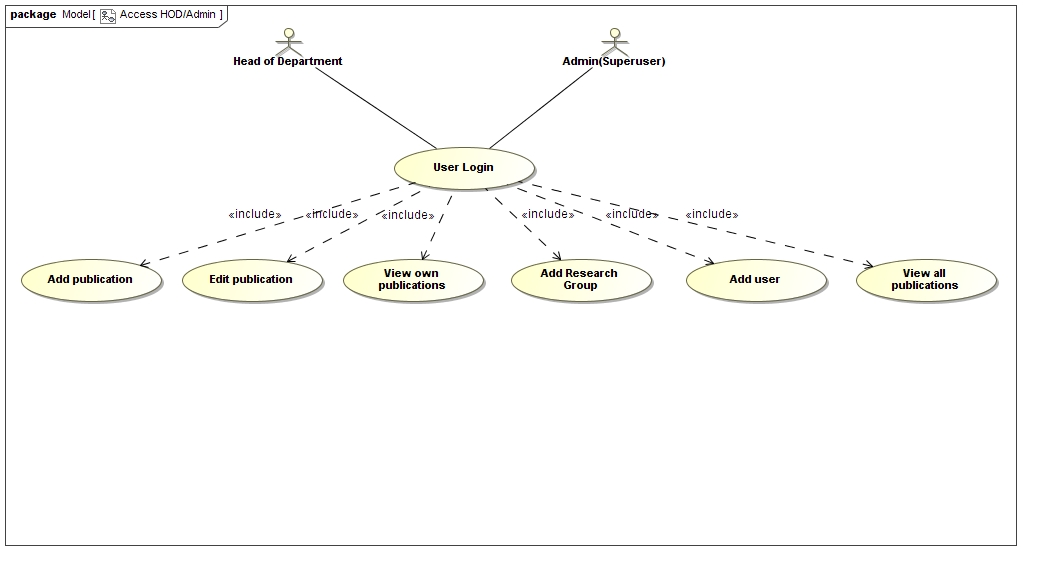 package Model [ Access HOD/Admin ]
Head of Department
Admin(Superuser)
User Login
«include» «include» «include» «include» «include» «include»
Add publication
Edit publication
View own
publications
Add Research
Group
Add user
View all
publications